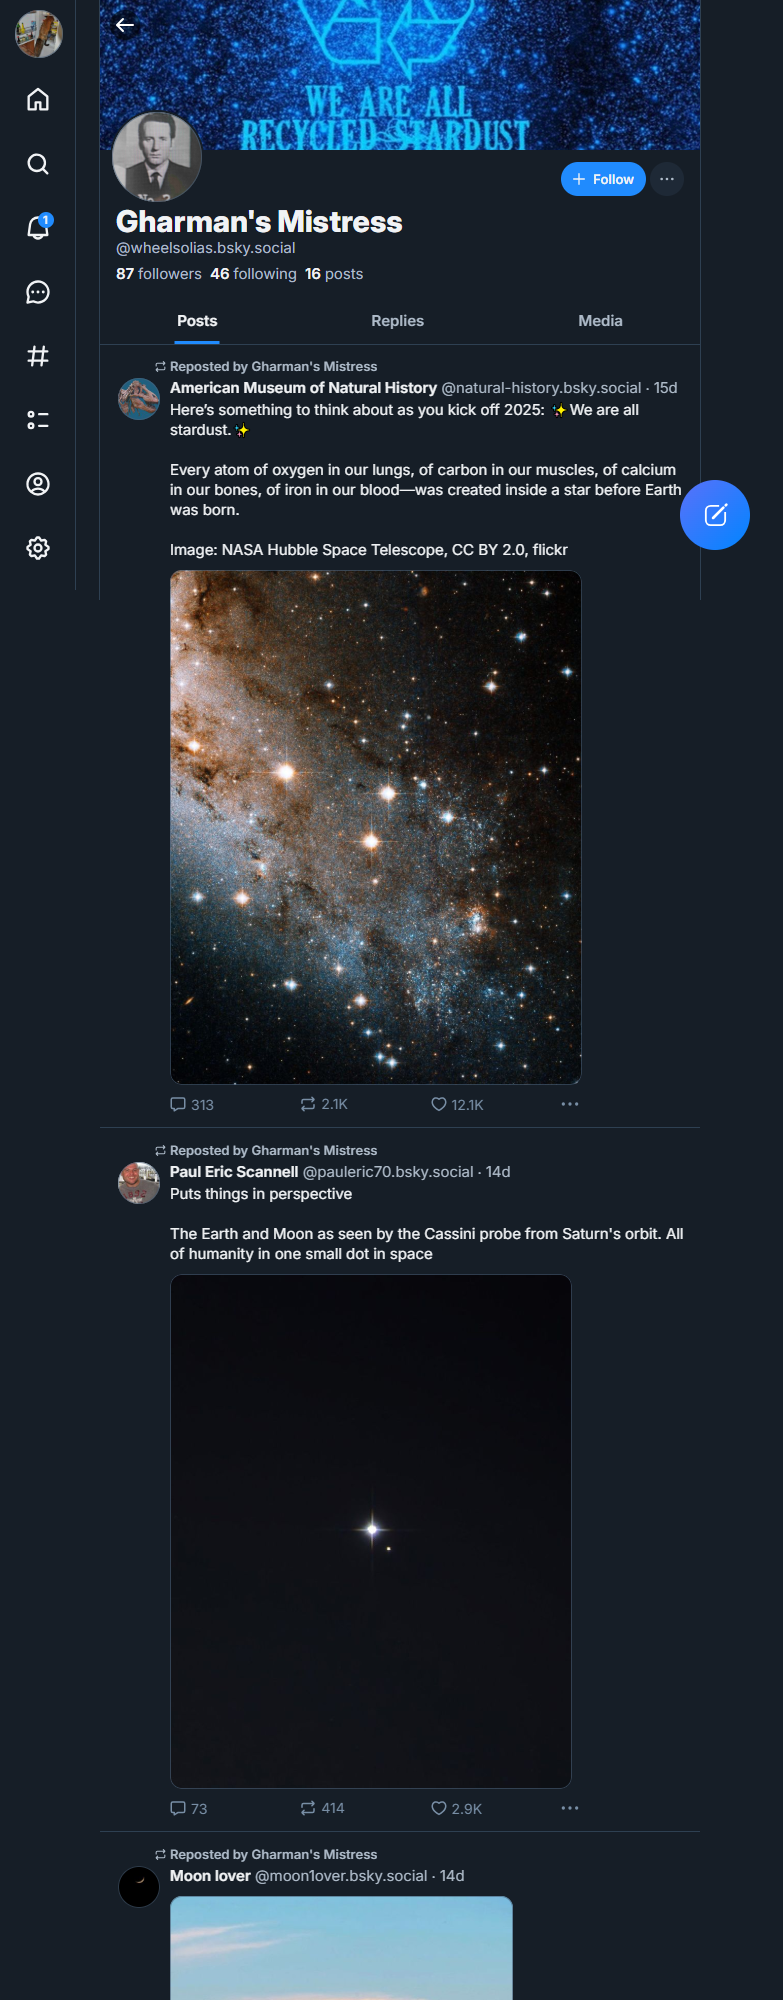 WE ARE ALL
RECYCLED STARDUST
No. 2
Follow
Gharman's Mistress
@wheelsolias.bsky.social
87 followers 46 following 16 posts
1
Posts
Replies
Media
Reposted by Gharman's Mistress
American Museum of Natural History @natural-history.bsky.social · 15d
Here's something to think about as you kick off 2025: ✨ We are all
stardust. ✨
Every atom of oxygen in our lungs, of carbon in our muscles, of calcium
in our bones, of iron in our blood—was created inside a star before Earth
was born.
Image: NASA Hubble Space Telescope, CC BY 2.0, flickr
313
2.1K
12.1K
Reposted by Gharman's Mistress
Paul Eric Scannell @pauleric70.bsky.social · 14d
Puts things in perspective
The Earth and Moon as seen by the Cassini probe from Saturn's orbit. All
of humanity in one small dot in space
73
414
2.9K
Reposted by Gharman's Mistress
Moon lover @moon1over.bsky.social · 14d